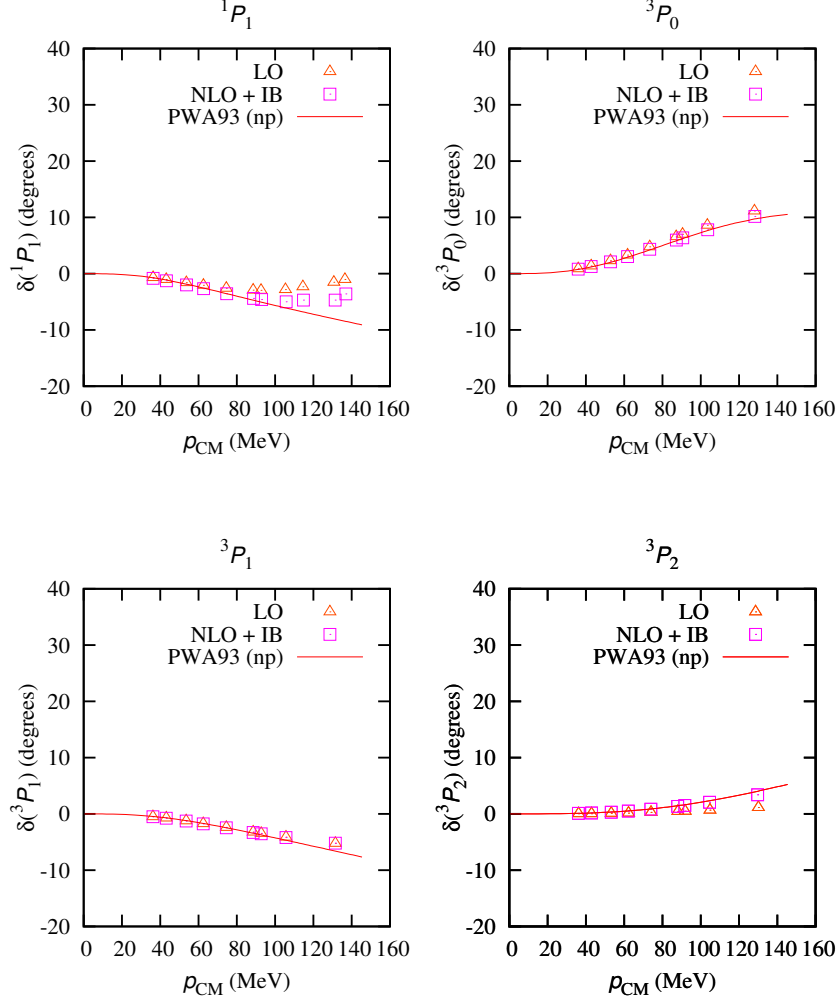 ¹P₁
40
30
20
10
0
-10
-20
δ(¹P₁) (degrees)
LO
NLO + IB
PWA93 (np)
0 20 40 60 80 100 120 140 160
p_CM (MeV)
³P₀
40
30
20
10
0
-10
-20
δ(³P₀) (degrees)
LO
NLO + IB
PWA93 (np)
0 20 40 60 80 100 120 140 160
p_CM (MeV)
³P₁
40
30
20
10
0
-10
-20
δ(³P₁) (degrees)
LO
NLO + IB
PWA93 (np)
0 20 40 60 80 100 120 140 160
p_CM (MeV)
³P₂
40
30
20
10
0
-10
-20
δ(³P₂) (degrees)
LO
NLO + IB
PWA93 (np)
0 20 40 60 80 100 120 140 160
p_CM (MeV)